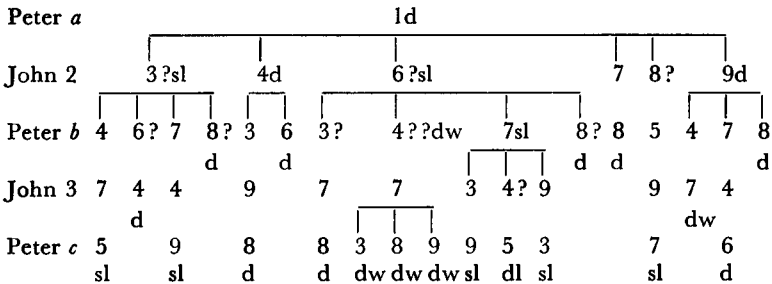 Peter a 1d
John 2 3?sl 4d 6?sl 7 8? 9d
Peter b 4 6? 7 8? 3 6 3? 4??dw 7sl 8? 8 5 4 7 8
d d d d d
John 3 7 4 4 9 7 7 3 4? 9 9 7 4
d dw
Peter c 5 9 8 8 3 8 9 9 5 3 7 6
sl sl d d dw dw dw sl dl sl sl d